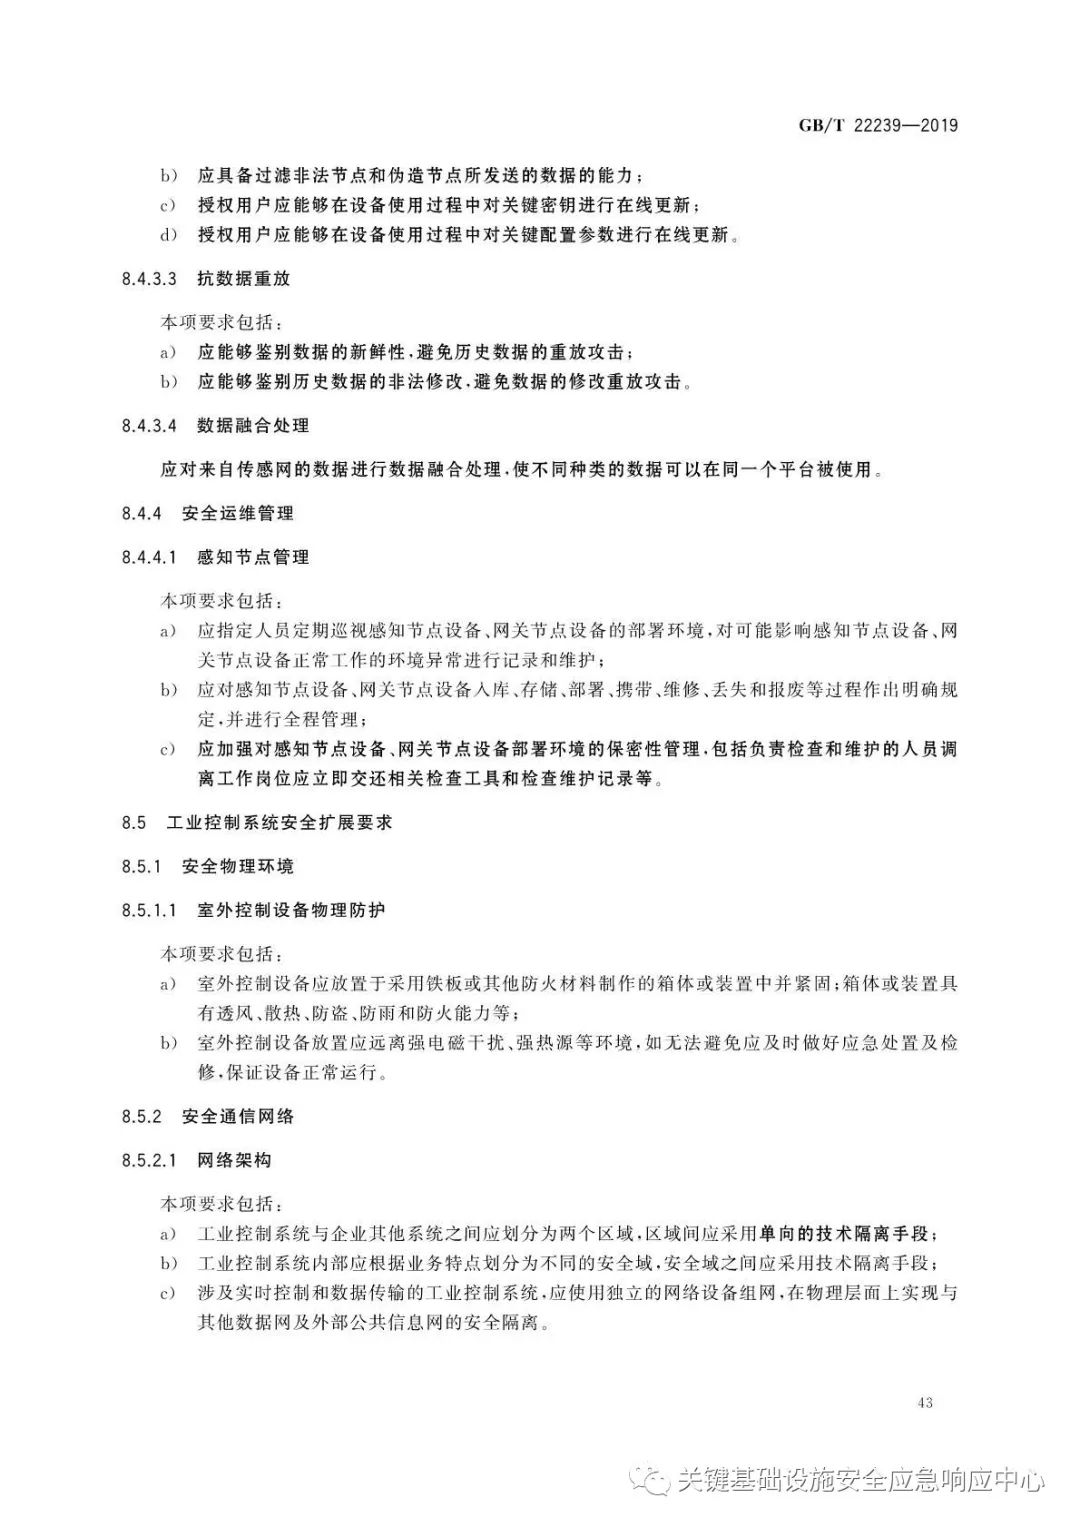 GB/T 22239—2019
b) 应具备过滤非法节点和伪造节点所发送的数据的能力;
c) 授权用户应能够在设备使用过程中对关键密钥进行在线更新;
d) 授权用户应能够在设备使用过程中对关键配置参数进行在线更新。
8.4.3.3 抗数据重放
本项要求包括:
a) 应能够鉴别数据的新鲜性,避免历史数据的重放攻击;
b) 应能够鉴别历史数据的非法修改,避免数据的修改重放攻击。
8.4.3.4 数据融合处理
应对来自传感网的数据进行数据融合处理,使不同种类的数据可以在同一个平台被使用。
8.4.4 安全运维管理
8.4.4.1 感知节点管理
本项要求包括:
a) 应指定人员定期巡视感知节点设备、网关节点设备的部署环境,对可能影响感知节点设备、网
关节点设备正常工作的环境异常进行记录和维护;
b) 应对感知节点设备、网关节点设备入库、存储、部署、携带、维修、丢失和报废等过程作出明确规
定,并进行全程管理;
c) 应加强对感知节点设备、网关节点设备部署环境的保密性管理,包括负责检查和维护的人员调
离工作岗位应立即交还相关检查工具和检查维护记录等。
8.5 工业控制系统安全扩展要求
8.5.1 安全物理环境
8.5.1.1 室外控制设备物理防护
本项要求包括:
a) 室外控制设备应放置于采用铁板或其他防火材料制作的箱体或装置中并紧固;箱体或装置具
有透风、散热、防盗、防雨和防火能力等;
b) 室外控制设备放置应远离强电磁干扰、强热源等环境,如无法避免应及时做好应急处置及检
修,保证设备正常运行。
8.5.2 安全通信网络
8.5.2.1 网络架构
本项要求包括:
a) 工业控制系统与企业其他系统之间应划分为两个区域,区域间应采用单向的技术隔离手段;
b) 工业控制系统内部应根据业务特点划分为不同的安全域,安全域之间应采用技术隔离手段;
c) 涉及实时控制和数据传输的工业控制系统,应使用独立的网络设备组网,在物理层面上实现与
其他数据网及外部公共信息网的安全隔离。
43
关键基础设施安全应急响应中心